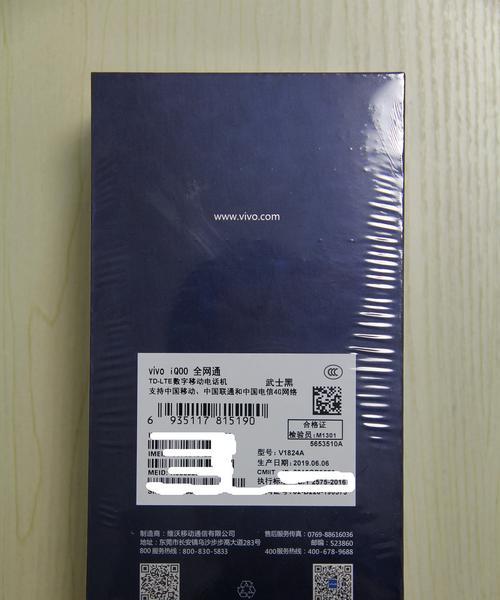 www.vivo.com
vivo iQOO 全网通
TD-LTE数字移动电话机 武士黑
支持中国移动、中国联通和中国电信4G网络
6 935117 815190
合格证
检验员:M1301
5653510A
IME
型号: V1824A
生产日期: 2019.06.06
MEID:
CMIIT
执行标 2575-2016
制造商: 维沃移动通信有限公司
地址: 东莞市长安镇乌沙步步高大道283号
800服务热线: 800-830-5833
售后服务传真: 0769-88616036
邮编: 523860
400服务热线: 400-678-9688